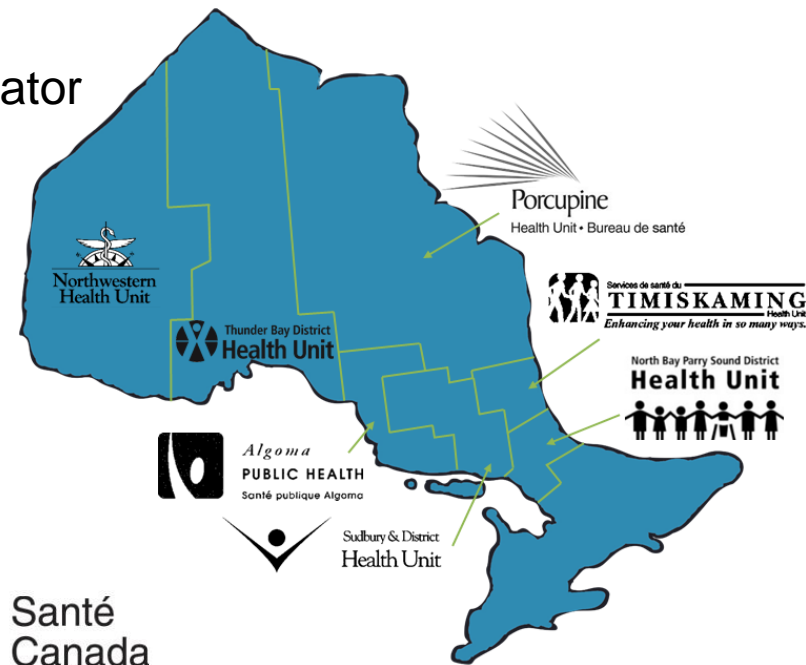 ator
Porcupine
Health Unit • Bureau de santé
Northwestern
Health Unit
Services de santé du
TIMISKAMING
Health Unit
Enhancing your health in so many ways.
Thunder Bay District
Health Unit
North Bay Parry Sound District
Health Unit
Algoma
PUBLIC HEALTH
Santé publique Algoma
Sudbury & District
Health Unit
Santé
Canada